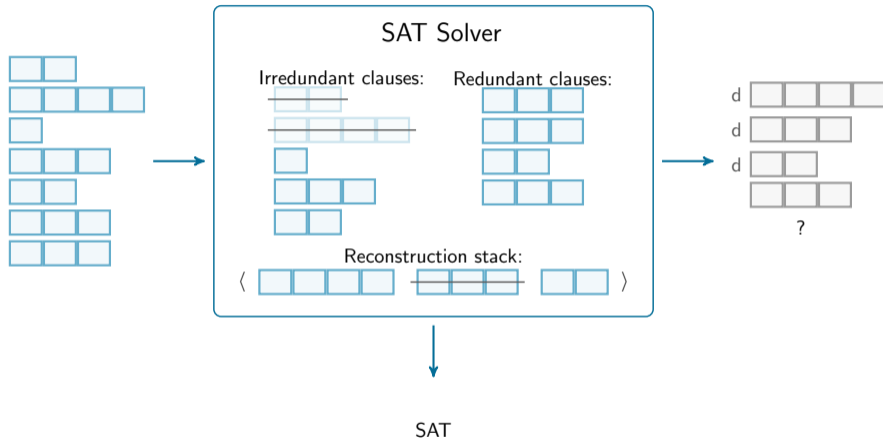 SAT Solver
Irredundant clauses:
Redundant clauses:
d
d
d
?
Reconstruction stack:
⟨ ⟩
SAT